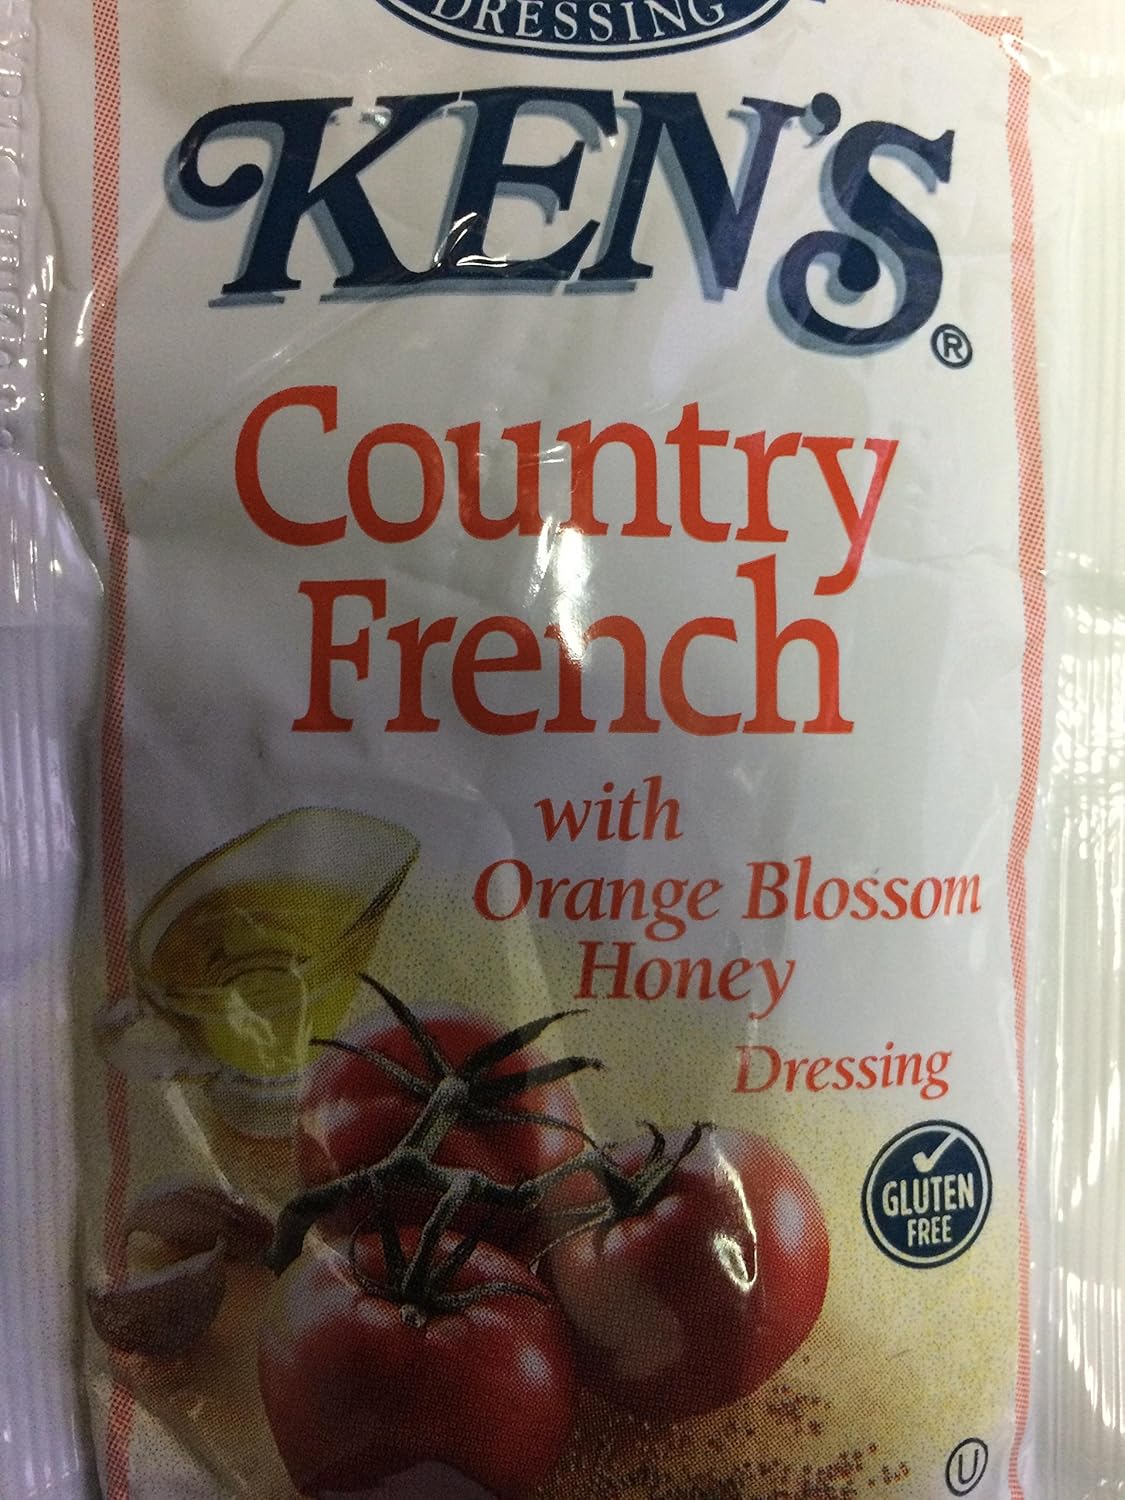 DRESSING
KEN'S®
Country
French
with
Orange Blossom
Honey
Dressing
GLUTEN
FREE
U